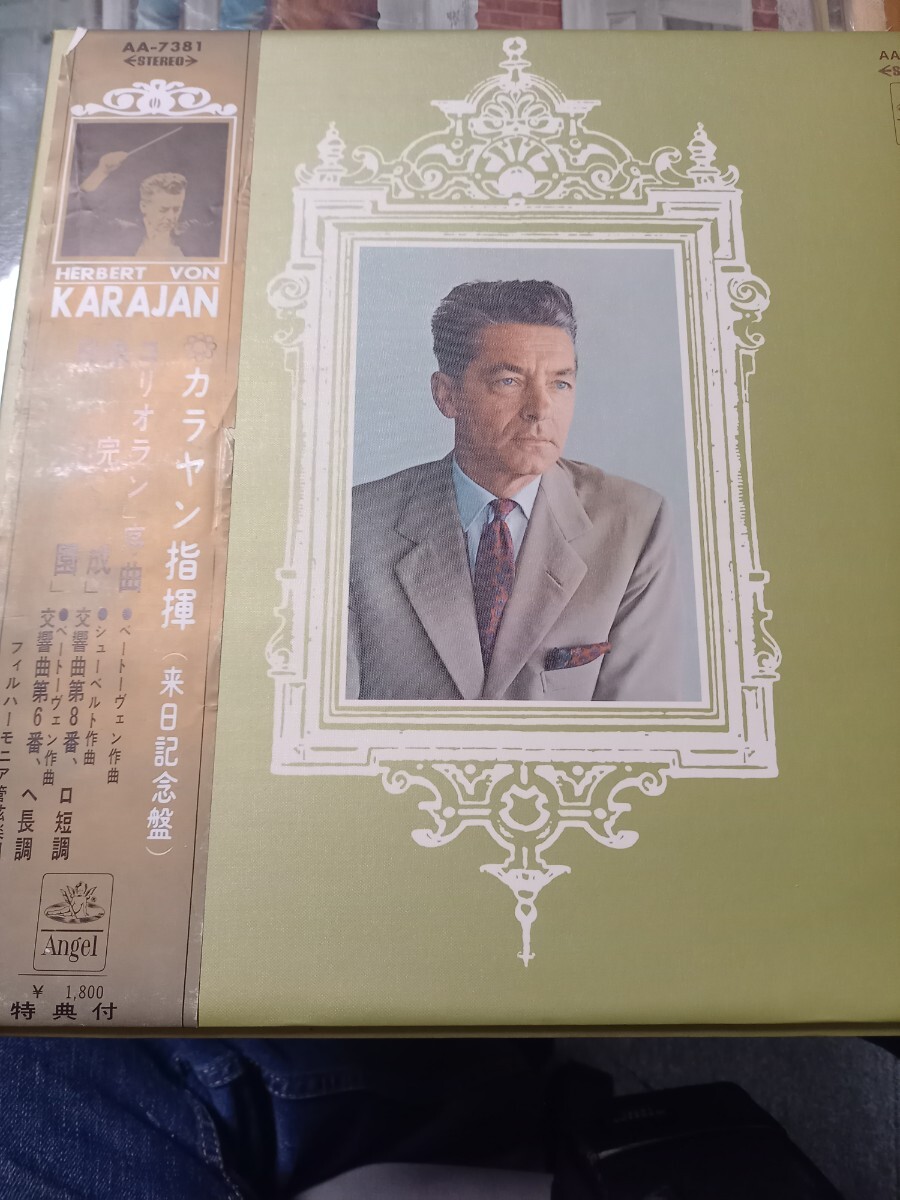 AA-7381
STEREO
HERBERT VON
KARAJAN
カラヤン指揮(来日記念盤)
コリオラン」序曲
●ベートーヴェン作曲
完成」
●シューベルト作曲
交響曲第8番、ロ短調
園」
●ベートーヴェン作曲
交響曲第6番、ヘ長調
フィルハーモニア管弦楽
Angel
¥ 1,800
特典付
AA